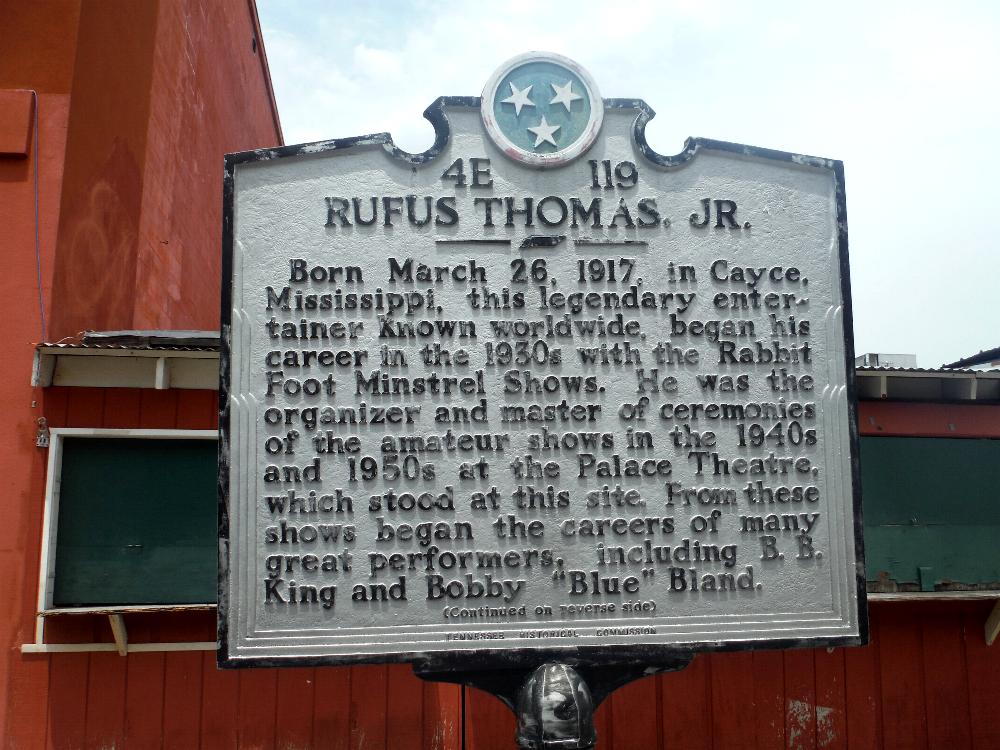 4E 119
RUFUS THOMAS, JR.
Born March 26, 1917, in Cayce,
Mississippi, this legendary enter-
tainer known worldwide, began his
career in the 1930s with the Rabbit
Foot Minstrel Shows. He was the
organizer and master of ceremonies
of the amateur shows in the 1940s
and 1950s at the Palace Theatre,
which stood at this site. From these
shows began the careers of many
great performers, including B. B.
King and Bobby "Blue" Bland.
(Continued on reverse side)
TENNESSEE HISTORICAL COMMISSION